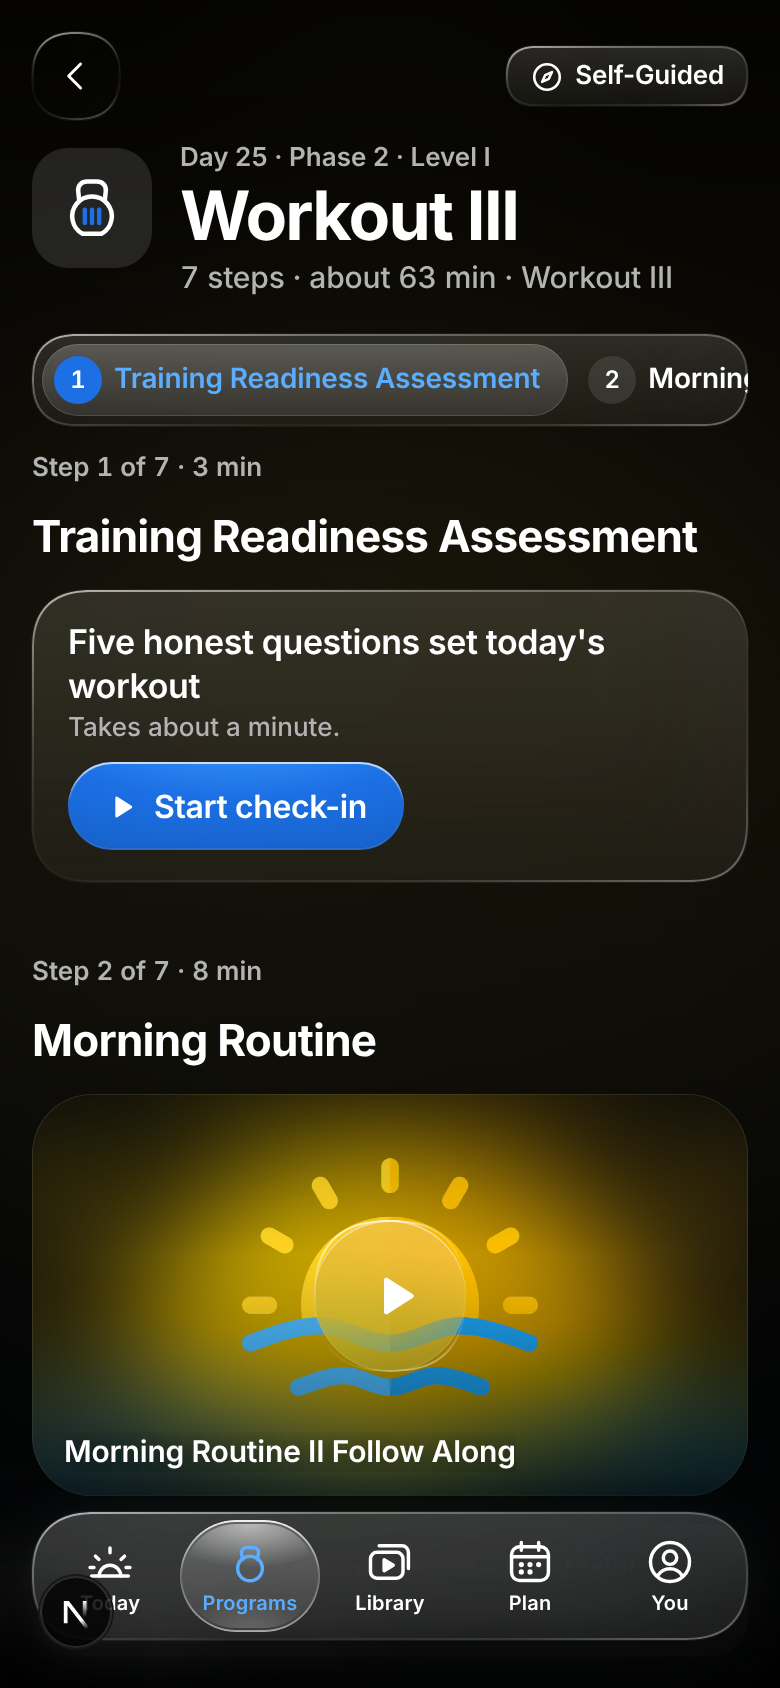 Self-Guided
Day 25 · Phase 2 · Level I
Workout III
7 steps · about 63 min · Workout III
1 Training Readiness Assessment 2 Morning
Step 1 of 7 · 3 min
Training Readiness Assessment
Five honest questions set today's
workout
Takes about a minute.
Start check-in
Step 2 of 7 · 8 min
Morning Routine
Morning Routine II Follow Along
Today Programs Library Plan You
N